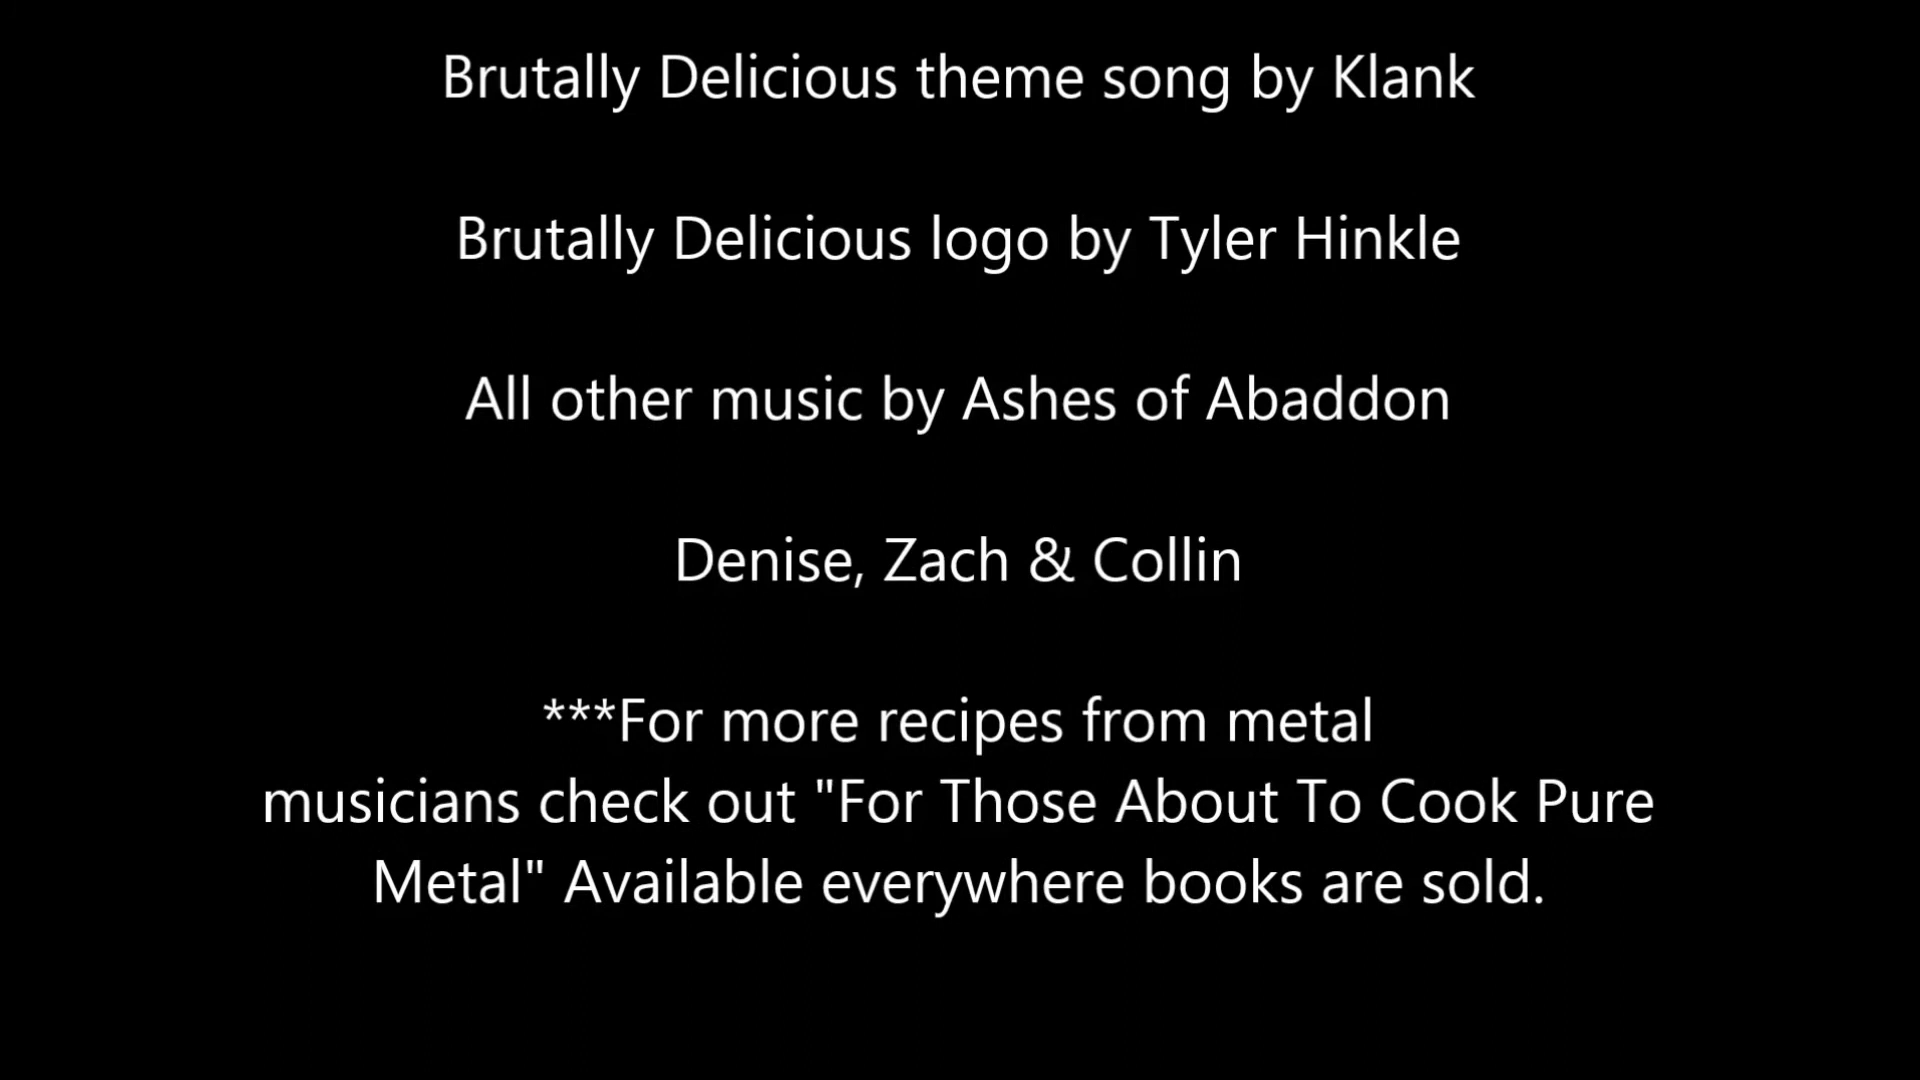 Brutally Delicious theme song by Klank
Brutally Delicious logo by Tyler Hinkle
All other music by Ashes of Abaddon
Denise, Zach & Collin
***For more recipes from metal
musicians check out "For Those About To Cook Pure
Metal" Available everywhere books are sold.